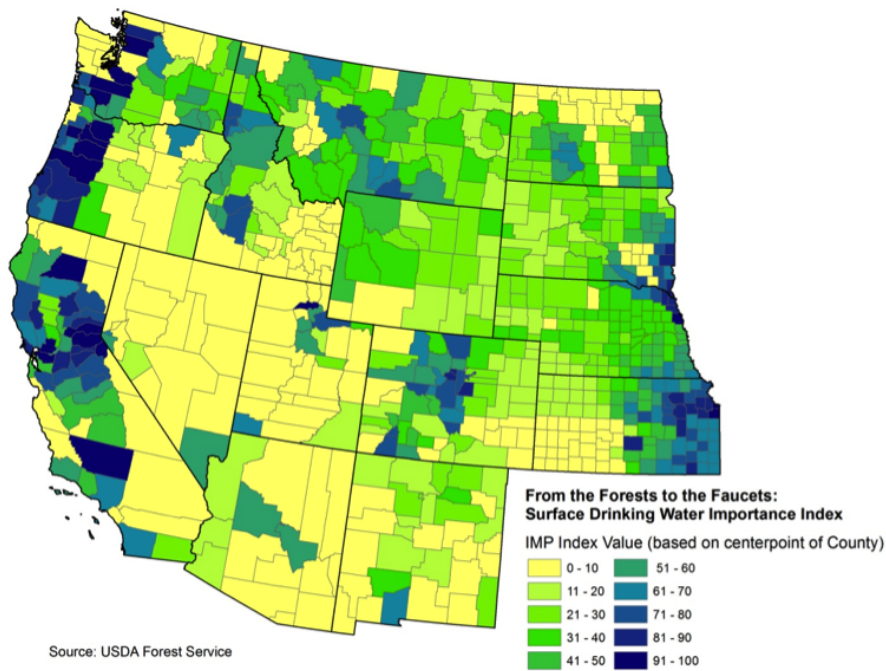 From the Forests to the Faucets:
Surface Drinking Water Importance Index
IMP Index Value (based on centerpoint of County)
0 - 10
51 - 60
11 - 20
61 - 70
21 - 30
71 - 80
31 - 40
81 - 90
41 - 50
91 - 100
Source: USDA Forest Service